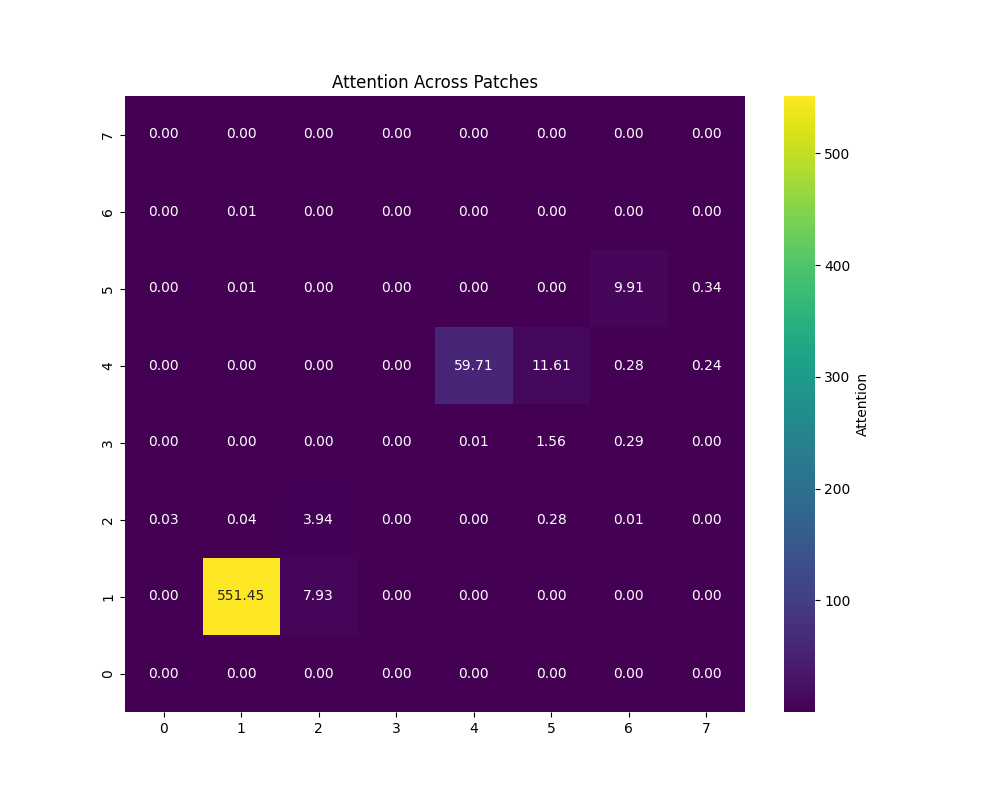 Attention Across Patches
7 0.00 0.00 0.00 0.00 0.00 0.00 0.00 0.00
6 0.00 0.01 0.00 0.00 0.00 0.00 0.00 0.00
5 0.00 0.01 0.00 0.00 0.00 0.00 9.91 0.34
4 0.00 0.00 0.00 0.00 59.71 11.61 0.28 0.24
3 0.00 0.00 0.00 0.00 0.01 1.56 0.29 0.00
2 0.03 0.04 3.94 0.00 0.00 0.28 0.01 0.00
1 0.00 551.45 7.93 0.00 0.00 0.00 0.00 0.00
0 0.00 0.00 0.00 0.00 0.00 0.00 0.00 0.00
0 1 2 3 4 5 6 7
500
400
300
200
100
Attention